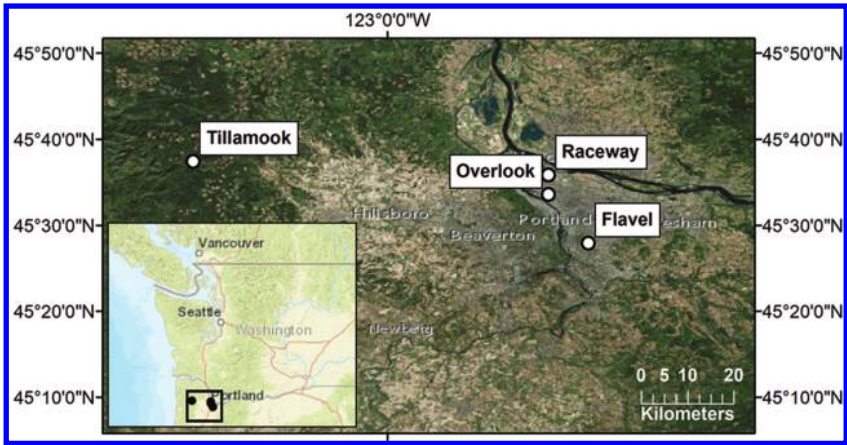 123°0'0"W
45°50'0"N
45°50'0"N
45°40'0"N
45°40'0"N
Tillamook
Raceway
Overlook
45°30'0"N
45°30'0"N
Hillsboro
Portland
Flavel
esham
Beaverton
Vancouver
45°20'0"N
45°20'0"N
Seattle
Washington
Newberg
45°10'0"N
45°10'0"N
Portland
0 5 10 20
Kilometers